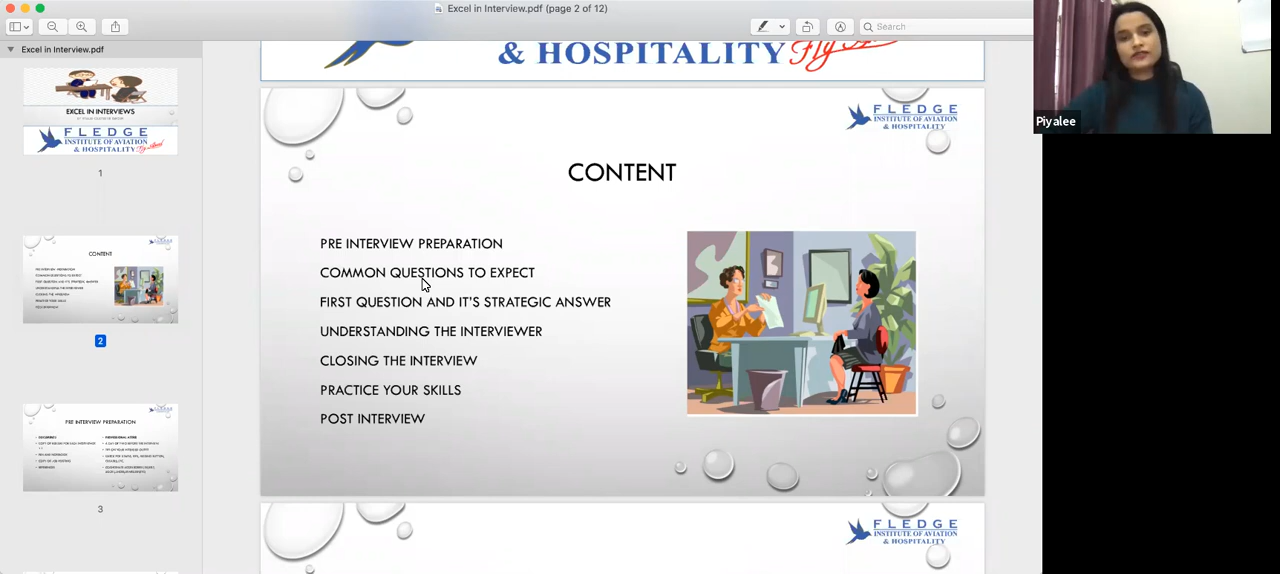 Excel in Interview.pdf (page 2 of 12)
Search
Excel in Interview.pdf
EXCEL IN INTERVIEWS
FLEDGE
INSTITUTE OF AVIATION
& HOSPITALITY Fly Ahead
1
CONTENT
2
PRE INTERVIEW PREPARATION
3
& HOSPITALITY
FLEDGE
INSTITUTE OF AVIATION
& HOSPITALITY
CONTENT
PRE INTERVIEW PREPARATION
COMMON QUESTIONS TO EXPECT
FIRST QUESTION AND IT'S STRATEGIC ANSWER
UNDERSTANDING THE INTERVIEWER
CLOSING THE INTERVIEW
PRACTICE YOUR SKILLS
POST INTERVIEW
FLEDGE
INSTITUTE OF AVIATION
& HOSPITALITY
Piyalee